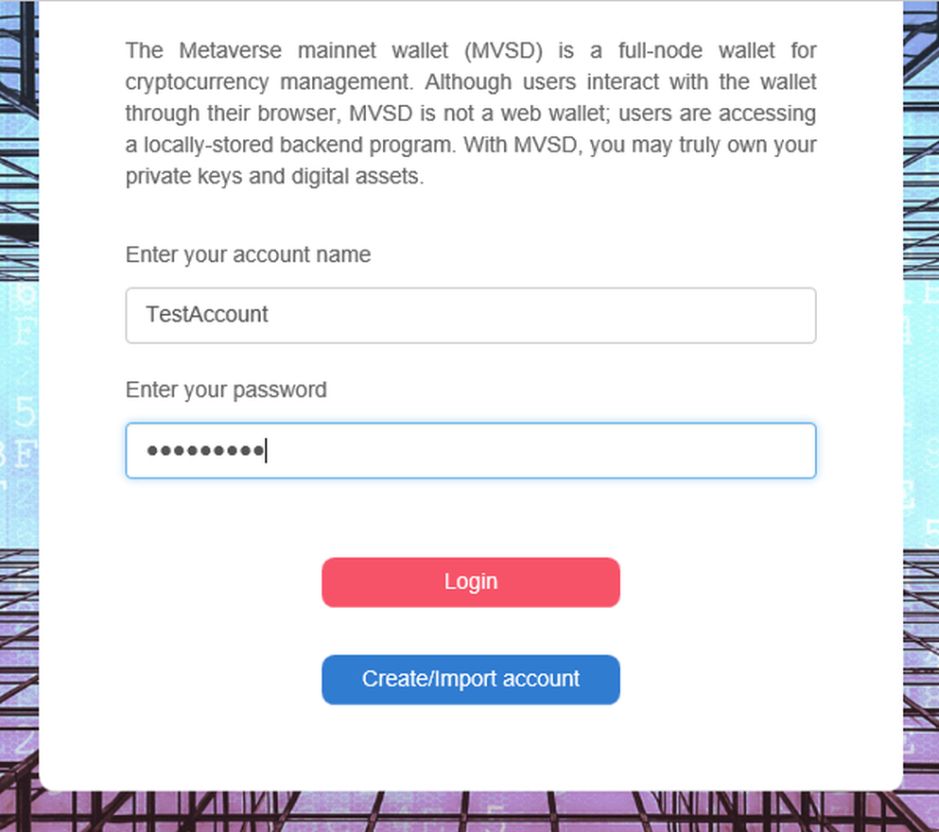 The Metaverse mainnet wallet (MVSD) is a full-node wallet for
cryptocurrency management. Although users interact with the wallet
through their browser, MVSD is not a web wallet; users are accessing
a locally-stored backend program. With MVSD, you may truly own your
private keys and digital assets.
Enter your account name
TestAccount
Enter your password
•••••••••
Login
Create/Import account